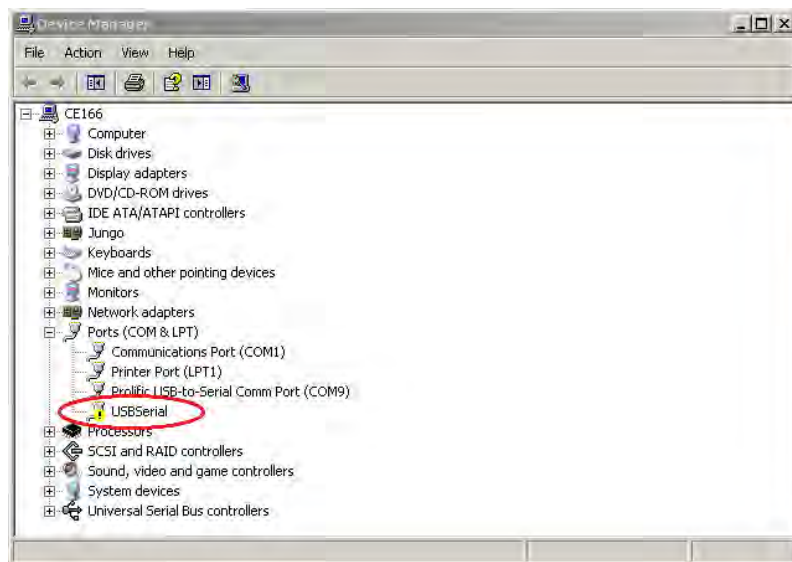 Device Manager
File Action View Help
CE166
Computer
Disk drives
Display adapters
DVD/CD-ROM drives
IDE ATA/ATAPI controllers
Jungo
Keyboards
Mice and other pointing devices
Monitors
Network adapters
Ports (COM & LPT)
Communications Port (COM1)
Printer Port (LPT1)
Prolific USB-to-Serial Comm Port (COM9)
USBSerial
Processors
SCSI and RAID controllers
Sound, video and game controllers
System devices
Universal Serial Bus controllers